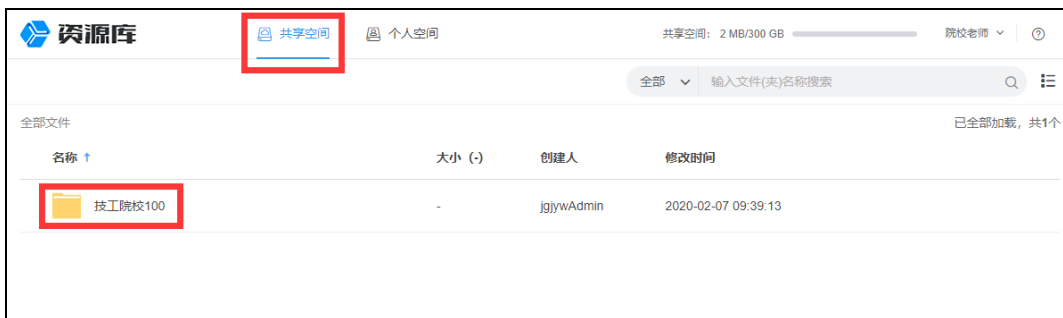 资源库 共享空间 个人空间 共享空间： 2 MB/300 GB 院校老师
全部 输入文件(夹)名称搜索
全部文件 已全部加载，共1个
名称 ↑ 大小 (-) 创建人 修改时间
技工院校100 - jgjywAdmin 2020-02-07 09:39:13